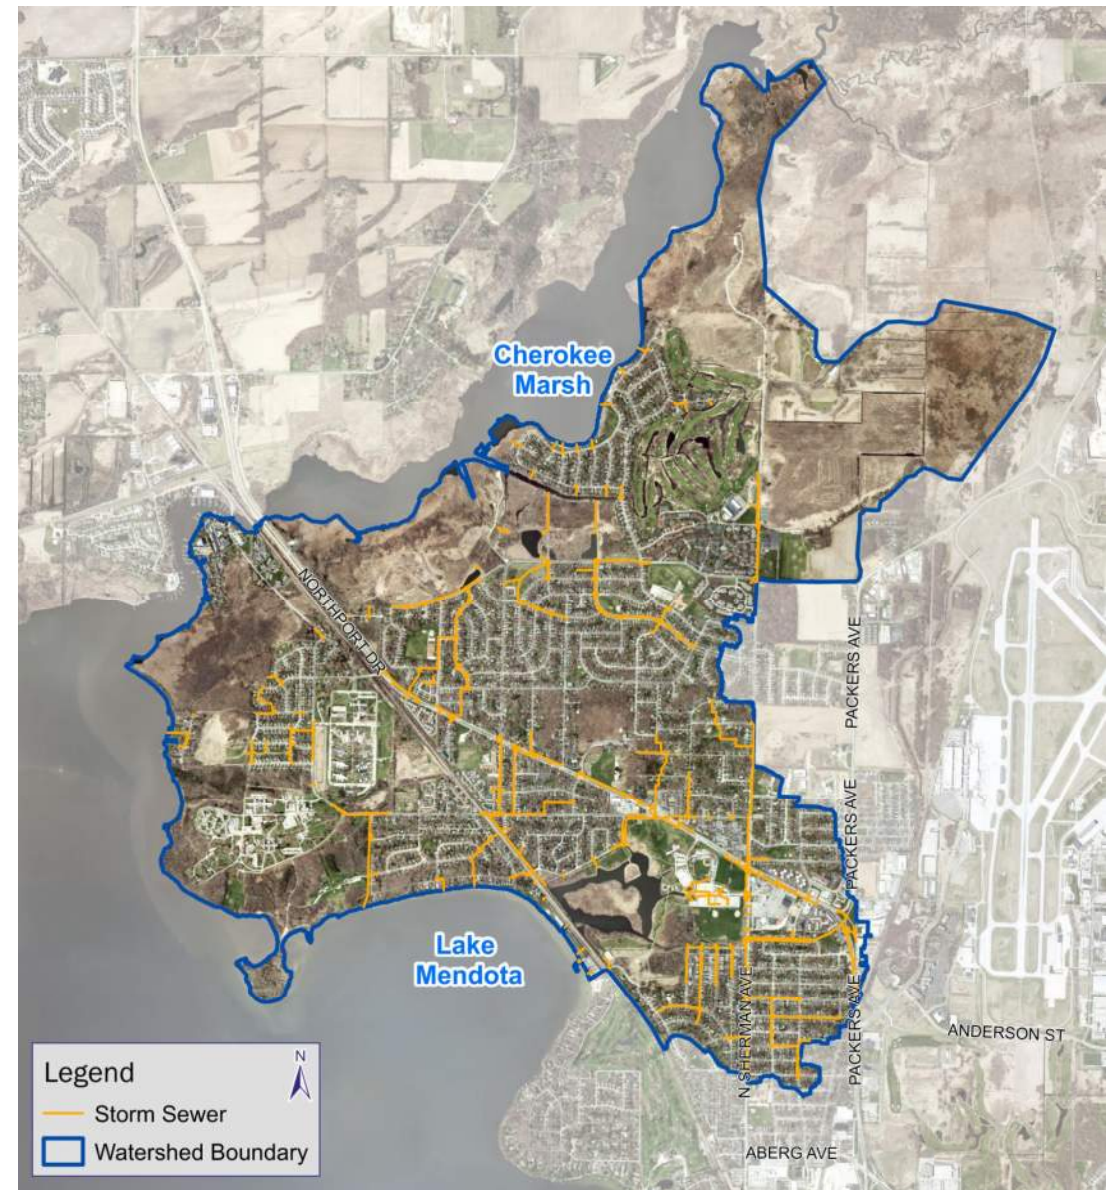 Cherokee
Marsh
NORTHPORT DR
PACKERS AVE
PACKERS AVE
Lake
Mendota
N SHERMAN AVE
PACKERS AVE
ANDERSON ST
ABERG AVE
Legend
N
Storm Sewer
Watershed Boundary